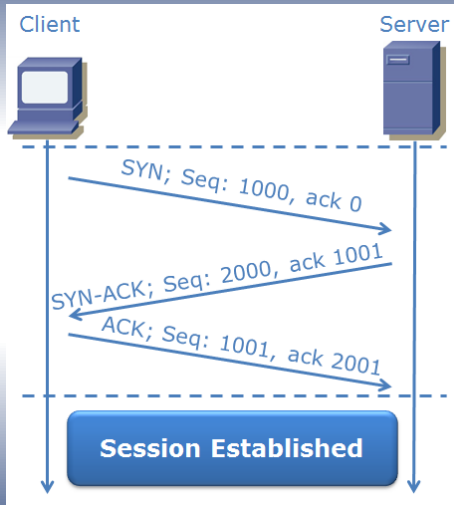 Client
Server
SYN; Seq: 1000, ack 0
SYN-ACK; Seq: 2000, ack 1001
ACK; Seq: 1001, ack 2001
Session Established